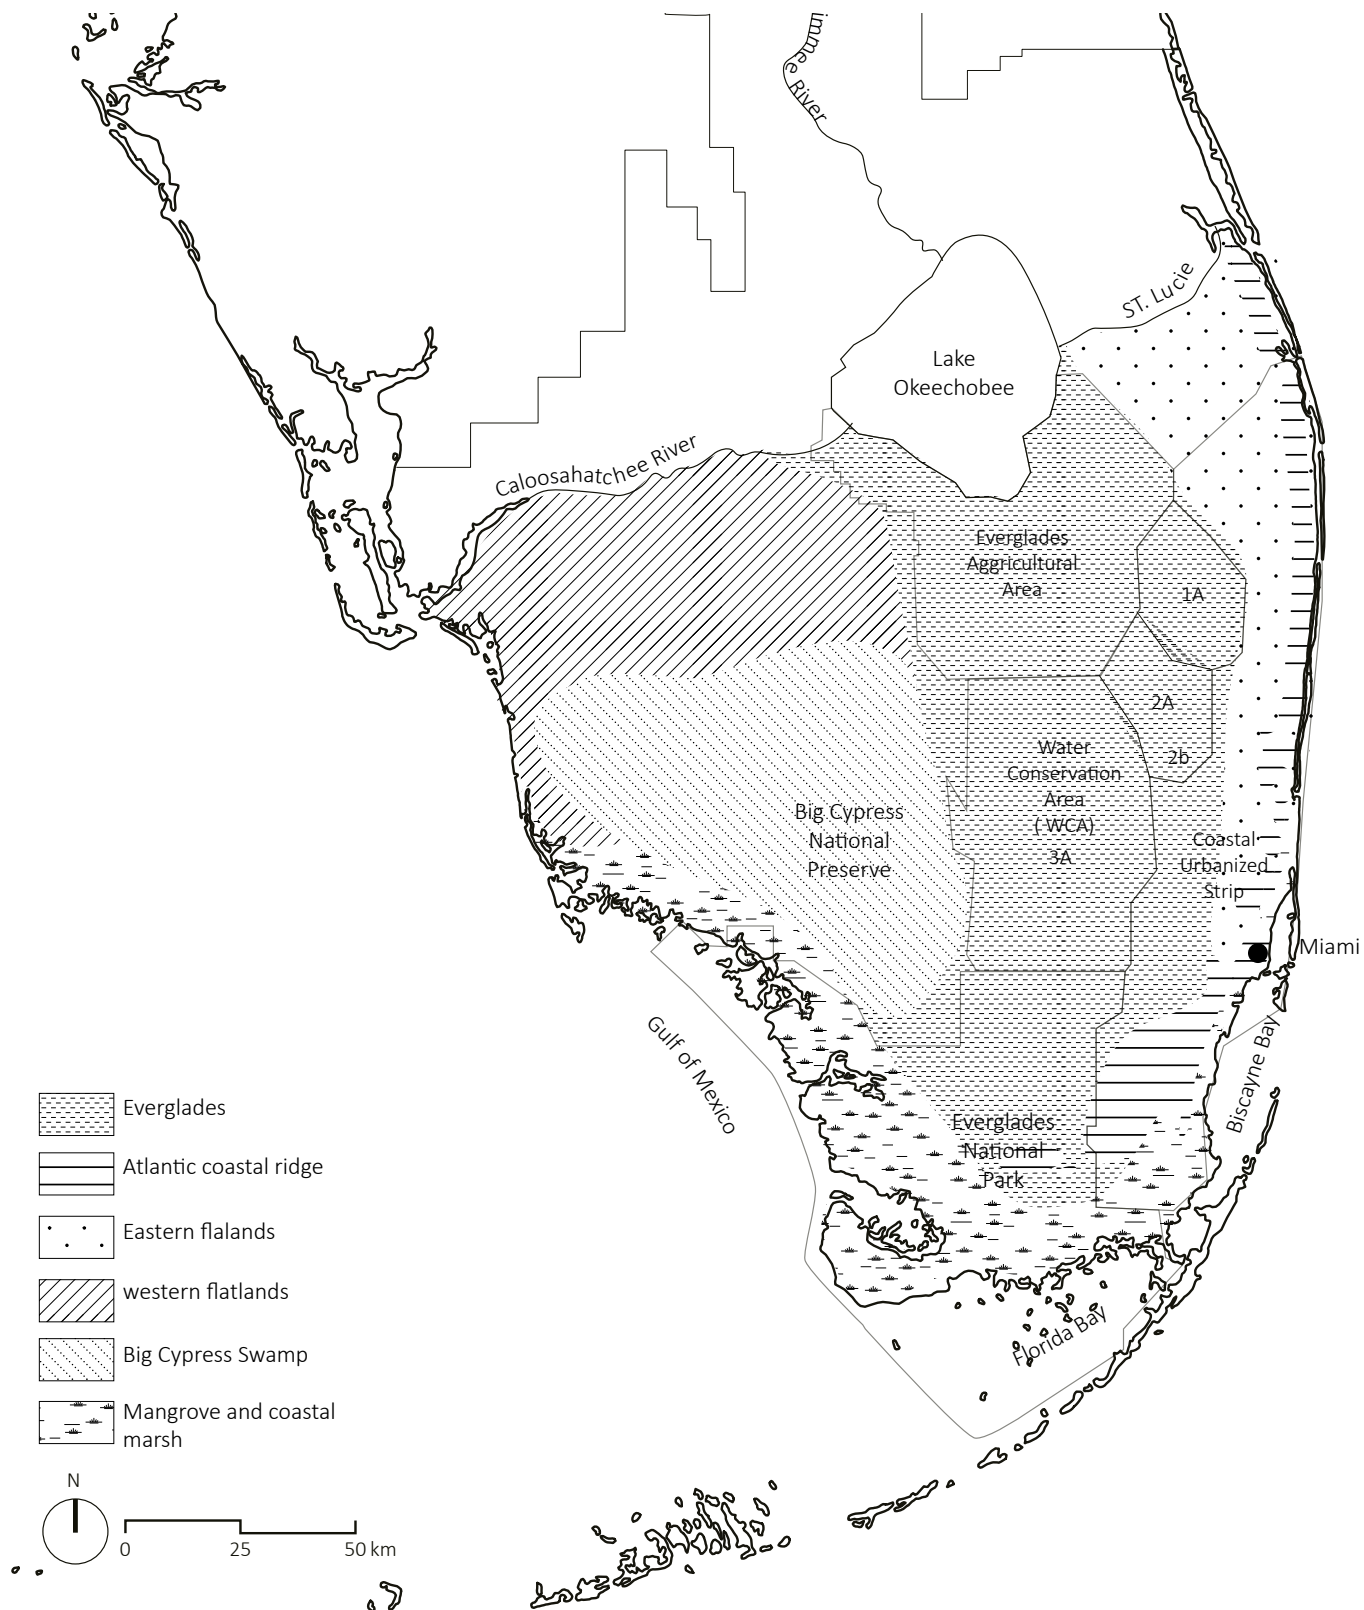 immee River
ST. Lucie
Lake
Okeechobee
Caloosahatchee River
Everglades
Aggricultural
Area
1A
2A
2b
Water
Conservation
Area
( WCA)
3A
Big Cypress
National
Preserve
Coastal
Urbanized
Strip
Miami
Biscayne Bay
Gulf of Mexico
Everglades
National
Park
Florida Bay
Everglades
Atlantic coastal ridge
Eastern flalands
western flatlands
Big Cypress Swamp
Mangrove and coastal
marsh
N
0 25 50 km